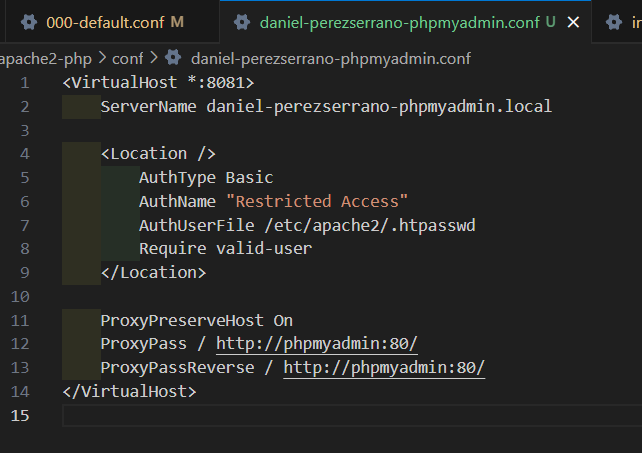 000-default.conf M
daniel-perezserrano-phpmyadmin.conf U
apache2-php > conf > daniel-perezserrano-phpmyadmin.conf
1 <VirtualHost *:8081>
2 ServerName daniel-perezserrano-phpmyadmin.local
3
4 <Location />
5 AuthType Basic
6 AuthName "Restricted Access"
7 AuthUserFile /etc/apache2/.htpasswd
8 Require valid-user
9 </Location>
10
11 ProxyPreserveHost On
12 ProxyPass / http://phpmyadmin:80/
13 ProxyPassReverse / http://phpmyadmin:80/
14 </VirtualHost>
15